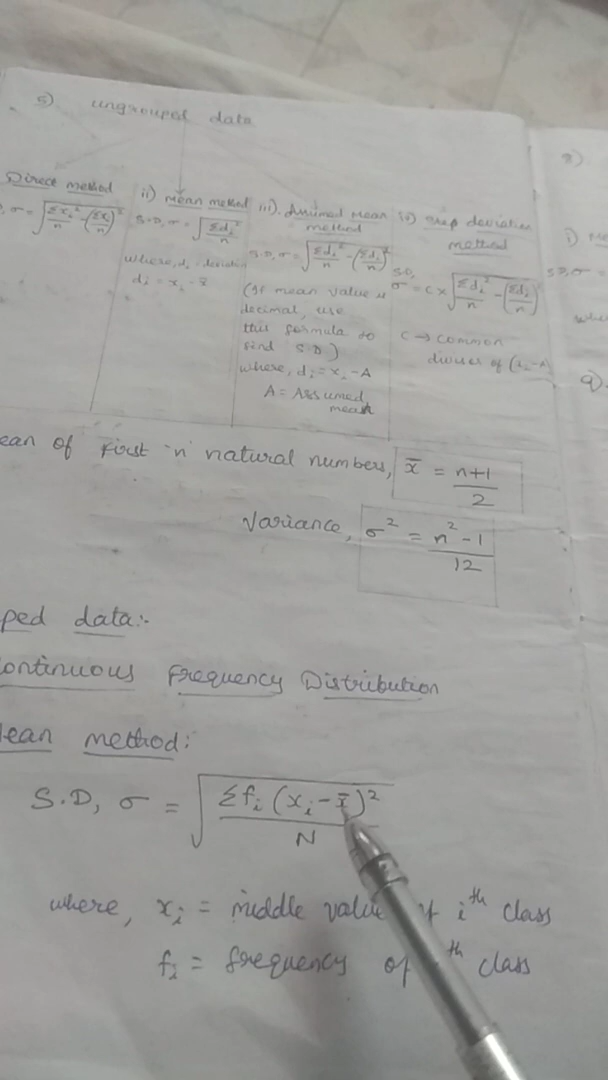 5) ungrouped data
Direct method
σ = √(Σxᵢ²/n − (Σxᵢ/n)²)
ii) Mean method
S.D, σ = √(Σdᵢ²/n)
where, dᵢ =
dᵢ = xᵢ − x̄
iii) Assumed Mean
method
S.D, σ = √(Σdᵢ²/n − (Σdᵢ/n)²)
(If mean value is
decimal, use
this formula to
find S.D)
where, dᵢ = xᵢ − A
A = Assumed
mean
iv) Step deviation
method
S.D,
σ = c × √(Σdᵢ²/n − (Σdᵢ/n)²)
c → common
of (xᵢ − A)
ean of first 'n' natural numbers, x̄ = n+1/2
Variance, σ² = n²−1/12
ped data:-
ontinuous Frequency Distribution
ean method:
S.D, σ = √(Σfᵢ(xᵢ − x̄)²/N)
where, xᵢ = middle value of iᵗʰ class
fᵢ = frequency of ᵗʰ class
8).
i)
S.D, σ =
9).